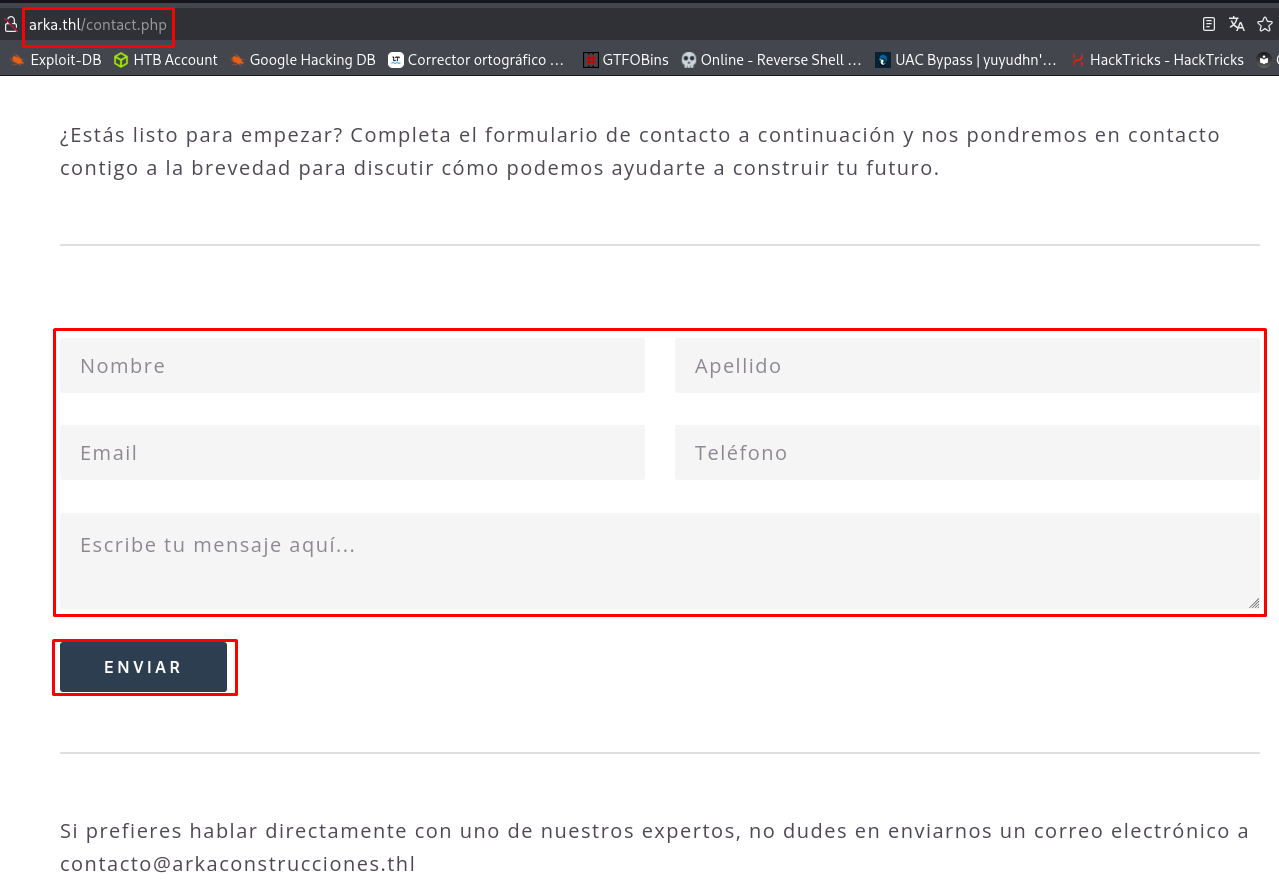 arka.thl/contact.php
Exploit-DB HTB Account Google Hacking DB Corrector ortográfico ... GTFOBins Online - Reverse Shell ... UAC Bypass | yuyudhn'... HackTricks - HackTricks
¿Estás listo para empezar? Completa el formulario de contacto a continuación y nos pondremos en contacto
contigo a la brevedad para discutir cómo podemos ayudarte a construir tu futuro.
Nombre Apellido
Email Teléfono
Escribe tu mensaje aquí...
ENVIAR
Si prefieres hablar directamente con uno de nuestros expertos, no dudes en enviarnos un correo electrónico a
contacto@arkaconstrucciones.thl